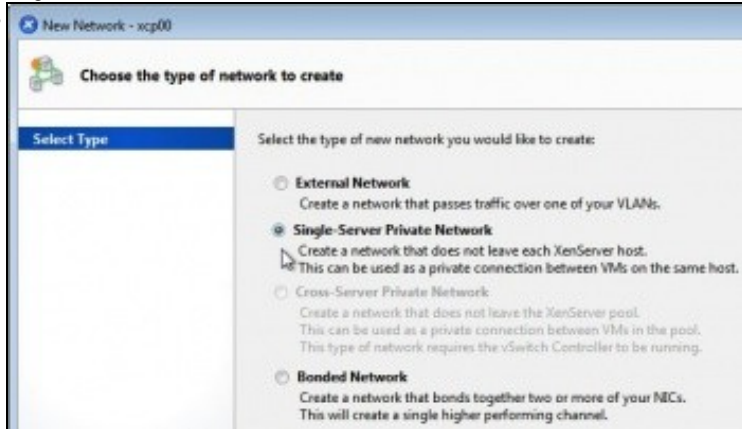 New Network - xcp00
Choose the type of network to create
Select Type
Select the type of new network you would like to create:
External Network
Create a network that passes traffic over one of your VLANs.
Single-Server Private Network
Create a network that does not leave each XenServer host.
This can be used as a private connection between VMs on the same host.
Cross-Server Private Network
Create a network that does not leave the XenServer pool.
This can be used as a private connection between VMs in the pool.
This type of network requires the vSwitch Controller to be running.
Bonded Network
Create a network that bonds together two or more of your NICs.
This will create a single higher performing channel.